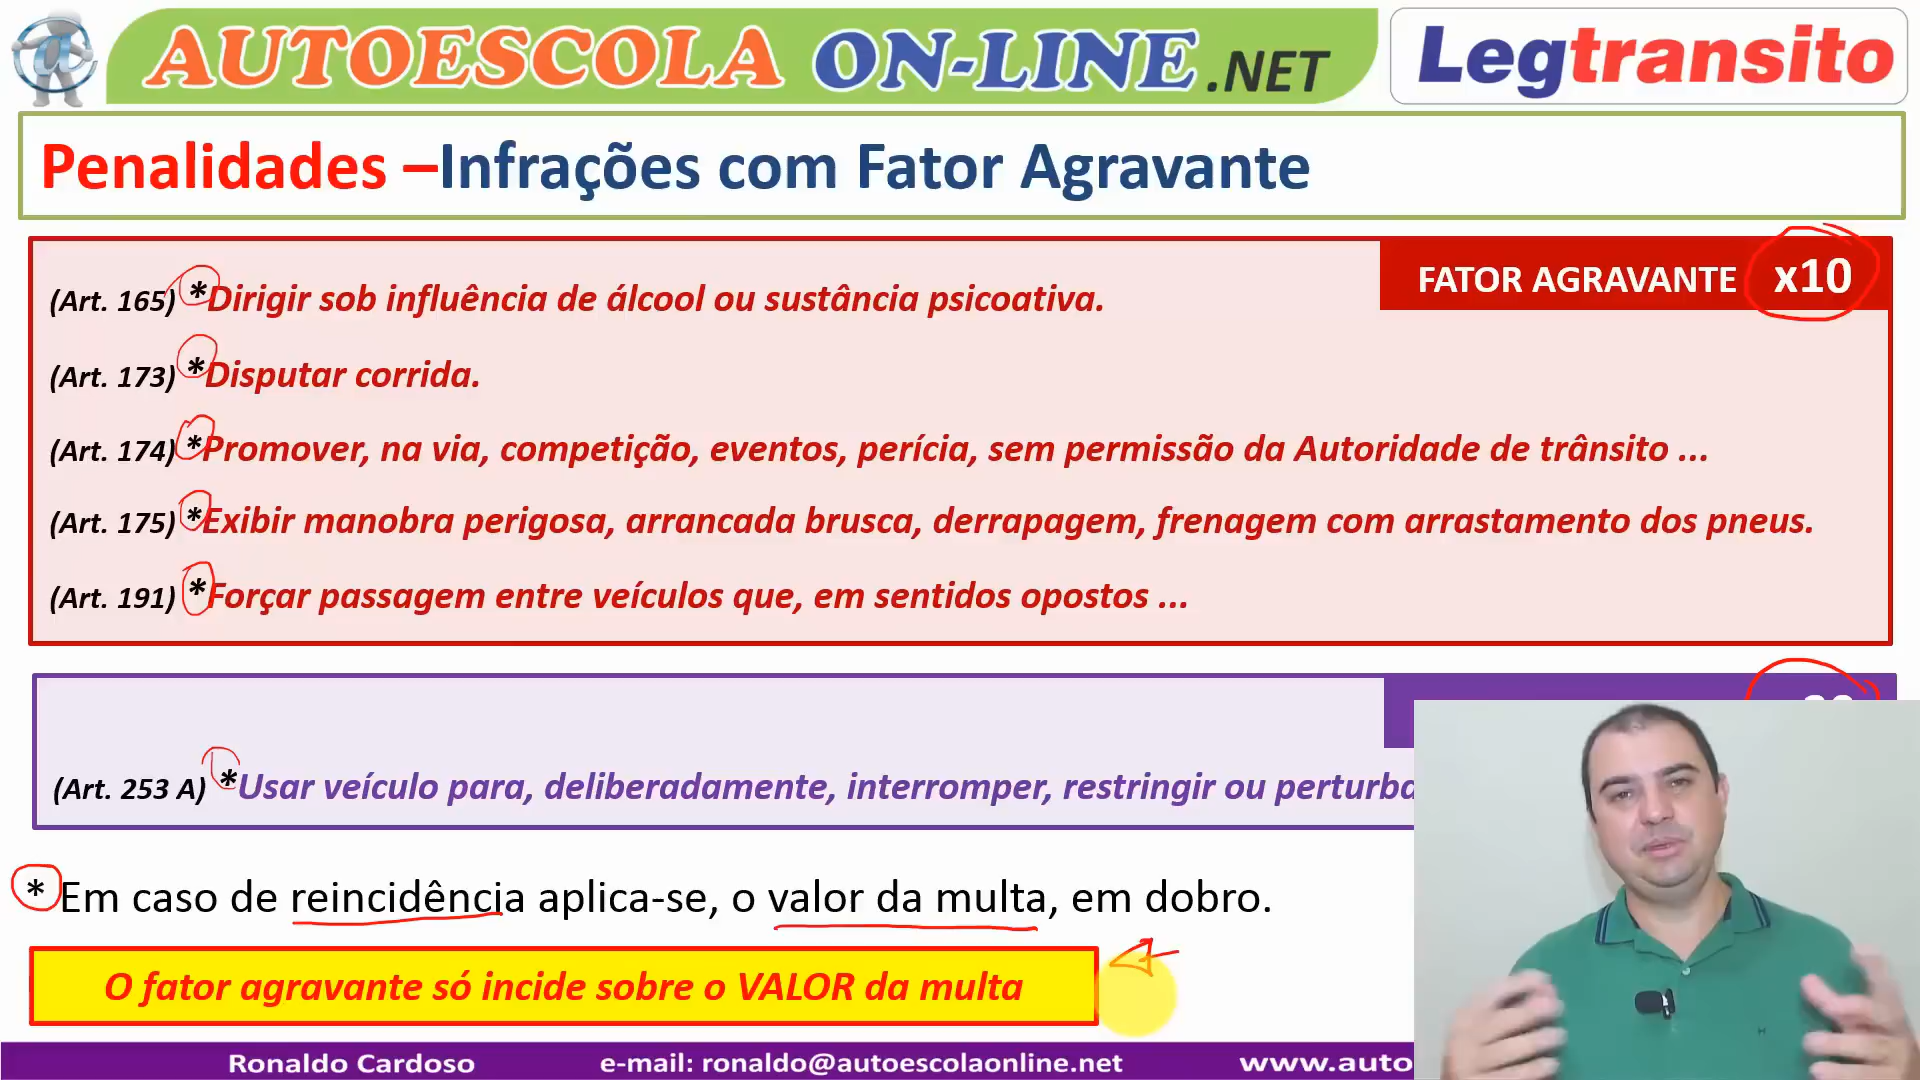 AUTOESCOLA ON-LINE.NET
Legtransito
Penalidades –Infrações com Fator Agravante
FATOR AGRAVANTE x10
(Art. 165) *Dirigir sob influência de álcool ou sustância psicoativa.
(Art. 173) *Disputar corrida.
(Art. 174) *Promover, na via, competição, eventos, perícia, sem permissão da Autoridade de trânsito ...
(Art. 175) *Exibir manobra perigosa, arrancada brusca, derrapagem, frenagem com arrastamento dos pneus.
(Art. 191) *Forçar passagem entre veículos que, em sentidos opostos ...
(Art. 253 A) *Usar veículo para, deliberadamente, interromper, restringir ou perturba
* Em caso de reincidência aplica-se, o valor da multa, em dobro.
O fator agravante só incide sobre o VALOR da multa
Ronaldo Cardoso e-mail: ronaldo@autoescolaonline.net www.auto